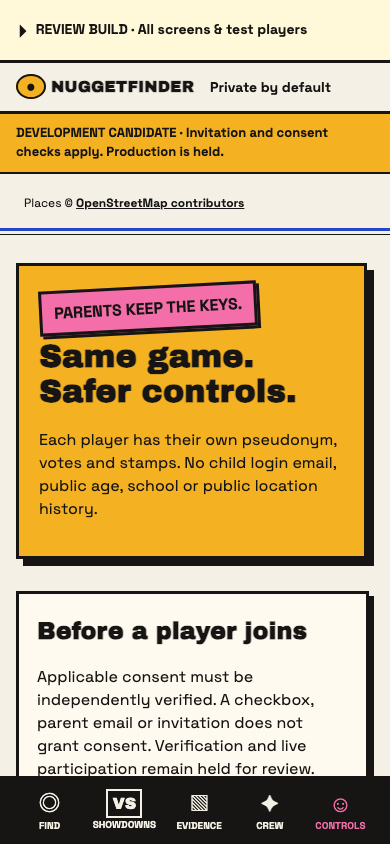 REVIEW BUILD · All screens & test players
NUGGETFINDER Private by default
DEVELOPMENT CANDIDATE · Invitation and
checks apply. Production is held.
Places © OpenStreetMap contributors
PARENTS KEEP THE KEYS.
Same game.
Safer controls.
Each player has their own pseudonym,
votes and stamps. No child login email,
public age, school or public location
history.
Before a player joins
Applicable consent must be
independently verified. A checkbox,
parent email or invitation does not
grant consent. Verification and live
participation remain held for review.
VS
FIND SHOWDOWNS EVIDENCE CREW CONTROLS